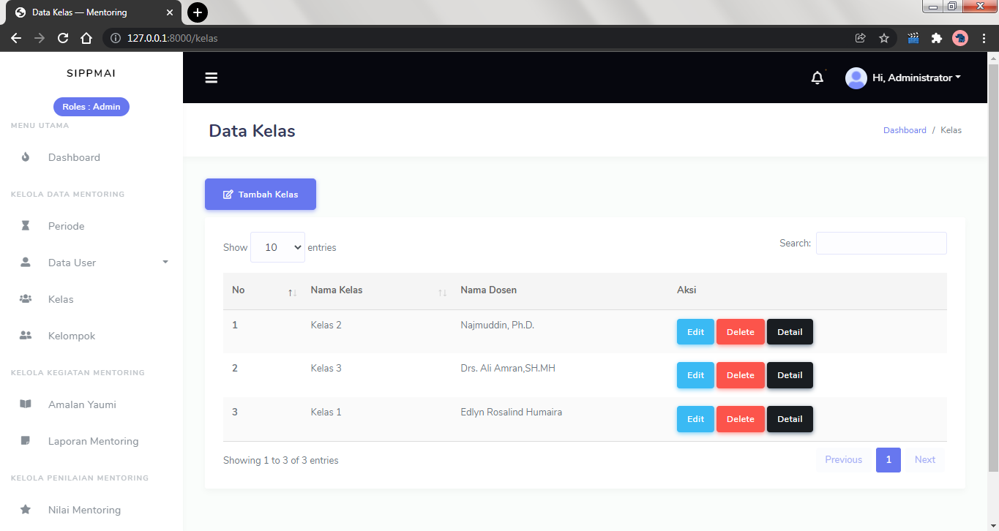 Data Kelas — Mentoring
127.0.0.1:8000/kelas
SIPPMAI
Roles : Admin
MENU UTAMA
Dashboard
KELOLA DATA MENTORING
Periode
Data User
Kelas
Kelompok
KELOLA KEGIATAN MENTORING
Amalan Yaumi
Laporan Mentoring
KELOLA PENILAIAN MENTORING
Nilai Mentoring
Hi, Administrator
Data Kelas
Dashboard / Kelas
Tambah Kelas
Show 10 entries
Search:
No Nama Kelas Nama Dosen Aksi
1 Kelas 2 Najmuddin, Ph.D. Edit Delete Detail
2 Kelas 3 Drs. Ali Amran,SH.MH Edit Delete Detail
3 Kelas 1 Edlyn Rosalind Humaira Edit Delete Detail
Showing 1 to 3 of 3 entries
Previous 1 Next